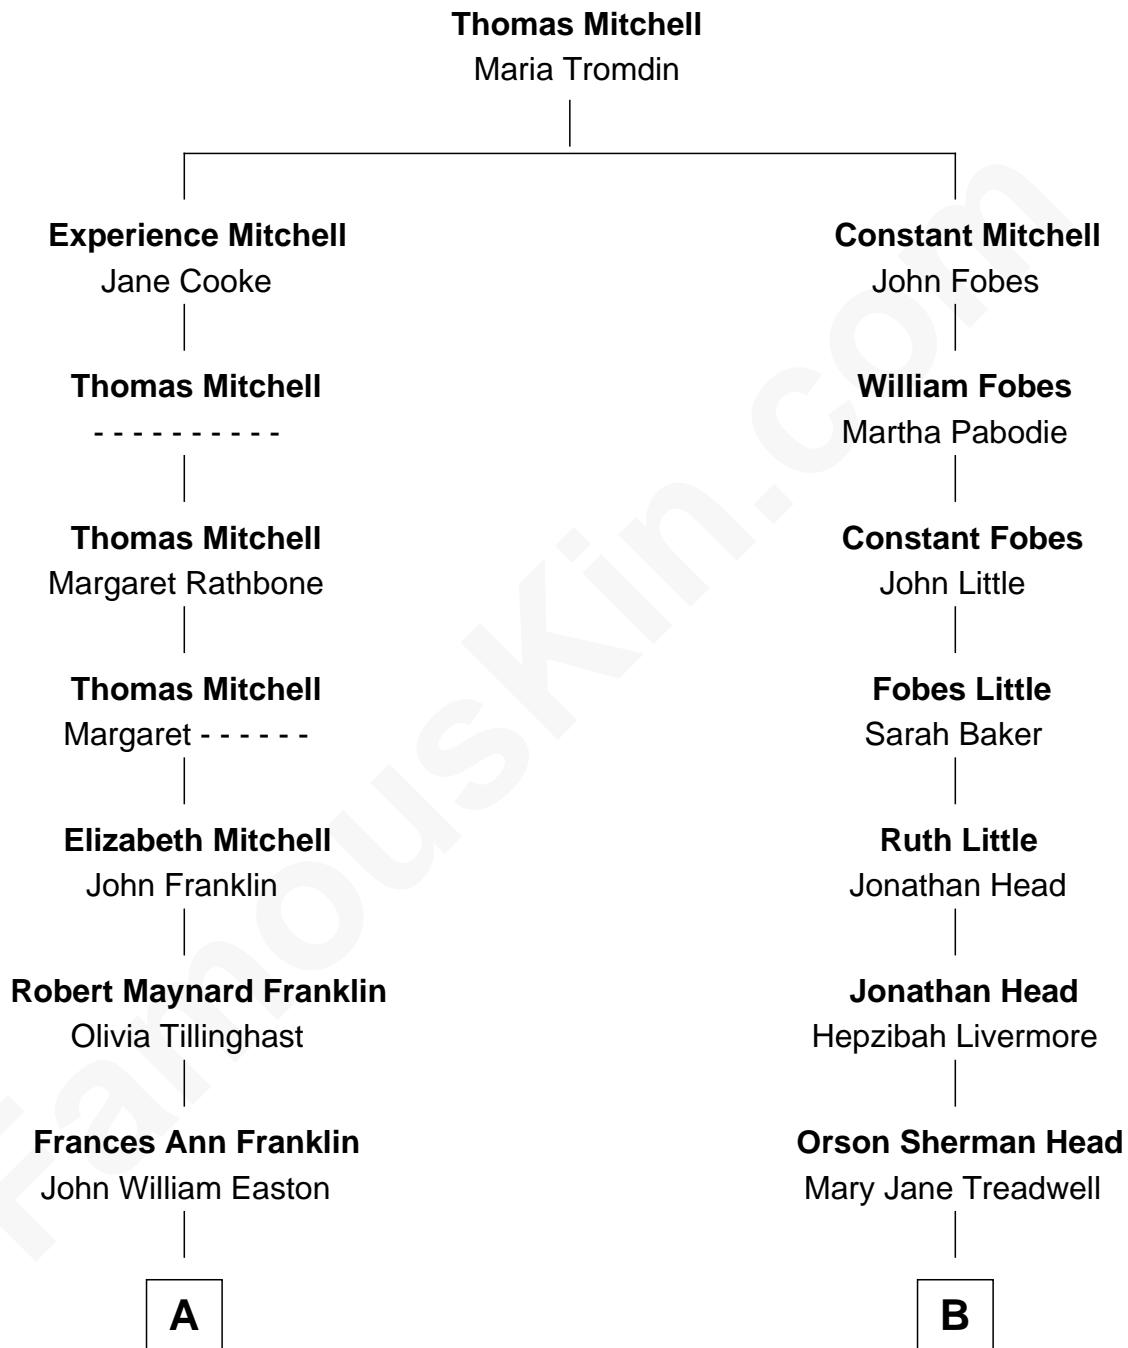 Thomas Mitchell
Maria Tromdin
Experience Mitchell
Jane Cooke
Constant Mitchell
John Fobes
Thomas Mitchell
- - - - - - - - - -
William Fobes
Martha Pabodie
Thomas Mitchell
Margaret Rathbone
Constant Fobes
John Little
Thomas Mitchell
Margaret - - - - - -
Fobes Little
Sarah Baker
Elizabeth Mitchell
John Franklin
Ruth Little
Jonathan Head
Robert Maynard Franklin
Olivia Tillinghast
Jonathan Head
Hepzibah Livermore
Frances Ann Franklin
John William Easton
Orson Sherman Head
Mary Jane Treadwell
A
B
FamousKin.com